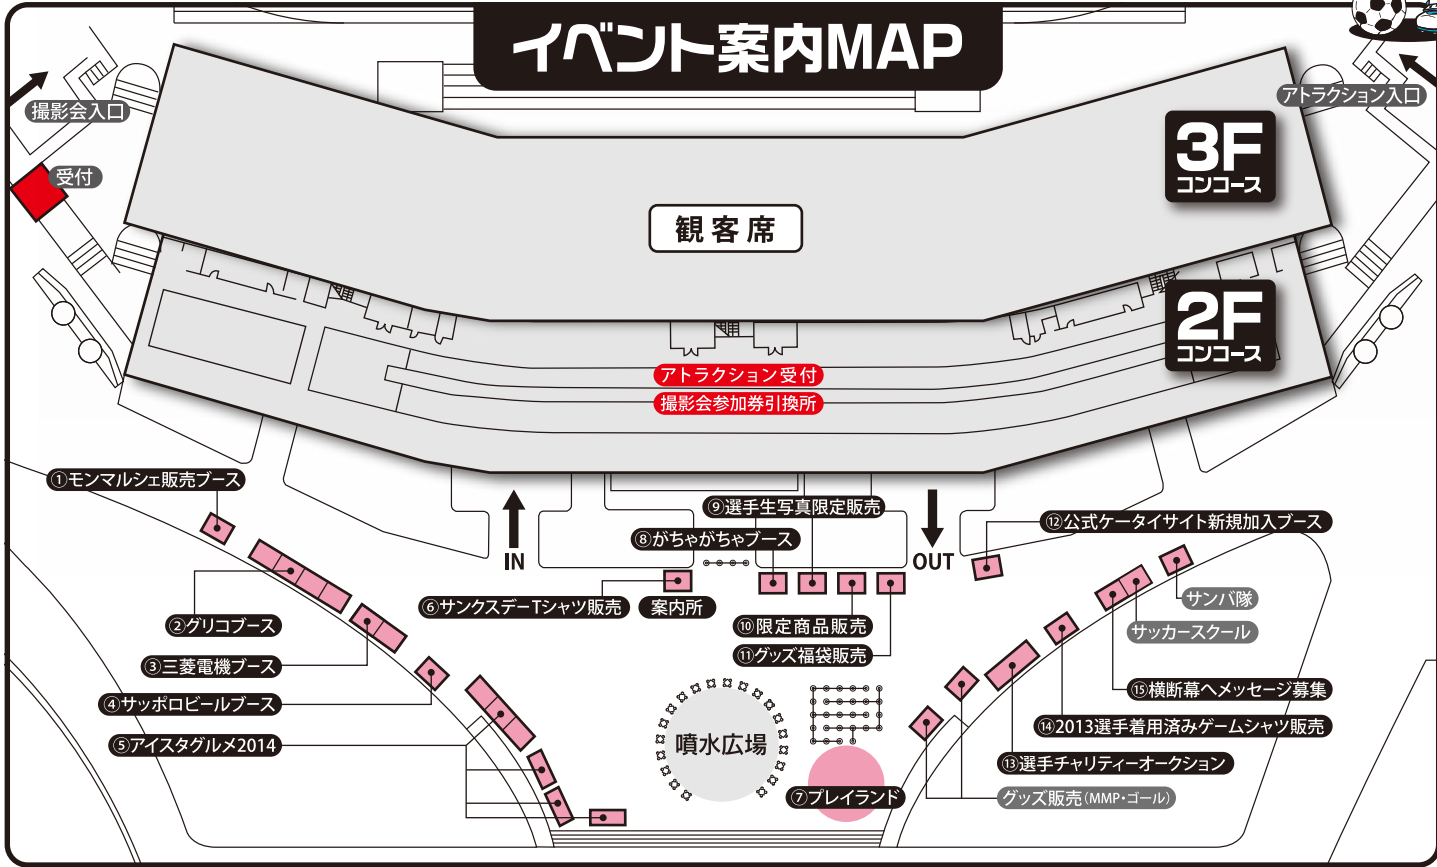 イベント案内MAP
撮影会入口
アトラクション入口
受付
3F
コンコース
観客席
2F
コンコース
アトラクション受付
撮影会参加券引換所
①モンマルシェ販売ブース
⑨選手生写真限定販売
⑫公式ケータイサイト新規加入ブース
⑧がちゃがちゃブース
IN
OUT
⑥サンクスデーTシャツ販売
案内所
サンバ隊
②グリコブース
⑩限定商品販売
サッカースクール
③三菱電機ブース
⑪グッズ福袋販売
⑮横断幕へメッセージ募集
④サッポロビールブース
⑭2013選手着用済みゲームシャツ販売
⑤アイスタグルメ2014
噴水広場
⑬選手チャリティーオークション
⑦プレイランド
グッズ販売(MMP・ゴール)